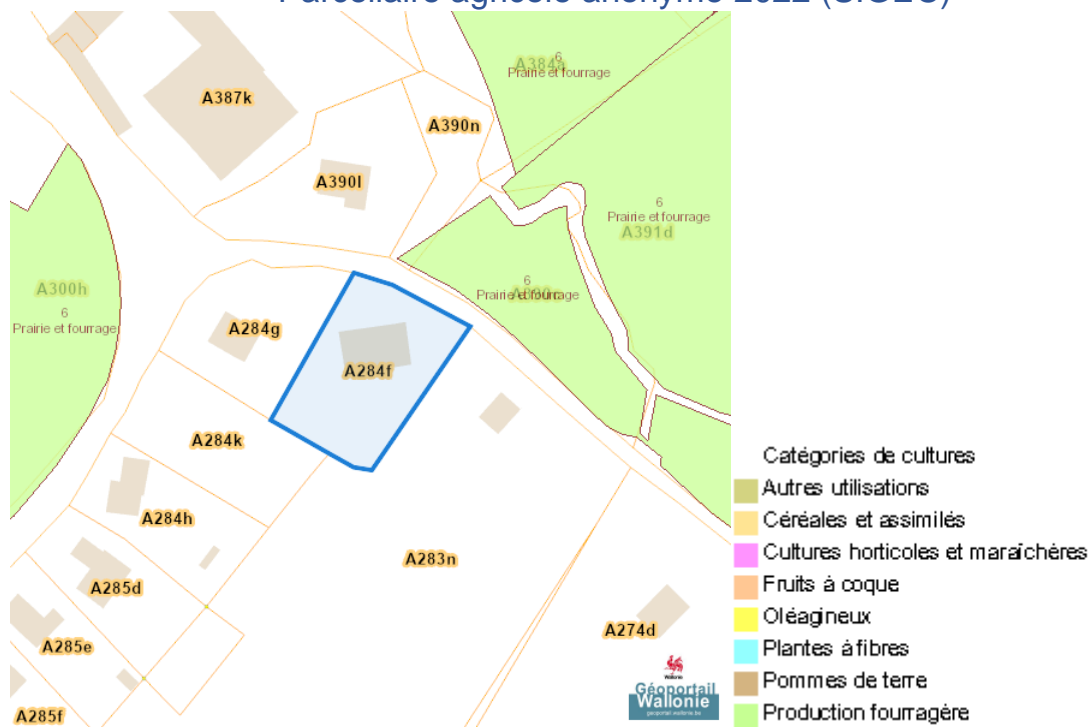 Parcellaire agricole anonyme 2022 (SIGEC)
6
A384a
Prairie et fourrage
A387k
A390n
A390l
6
Prairie et fourrage
A391d
A300h
6
Prairie et fourrage
6
Prairie et fourrage
A284g
A284f
A284k
A284h
A283n
A285d
A285e
A274d
A285f
Wallonie
Géoportail
Wallonie
geoportail.wallonie.be
Catégories de cultures
Autres utilisations
Céréales et assimilés
Cultures horticoles et maraîchères
Fruits à coque
Oléagineux
Plantes à fibres
Pommes de terre
Production fourragère